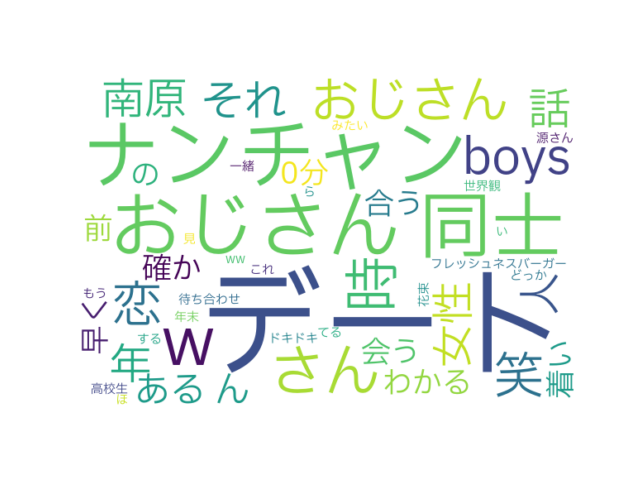 南原
それ
おじさん
話
ナンチャン
みたい
boys
源さん
の
一緒
0分
ら
合う
世界観
前
おじさん同士
見
い
確か
ww
これ
時
フレッシュネスバーガー
どっか
デート
人
もう
早く
恋
待ち合わせ
w
年末
花束
女性
笑
着い
年
する
ドキドキ
てる
会う
さん
わかる
高校生
ほ
ある
ん